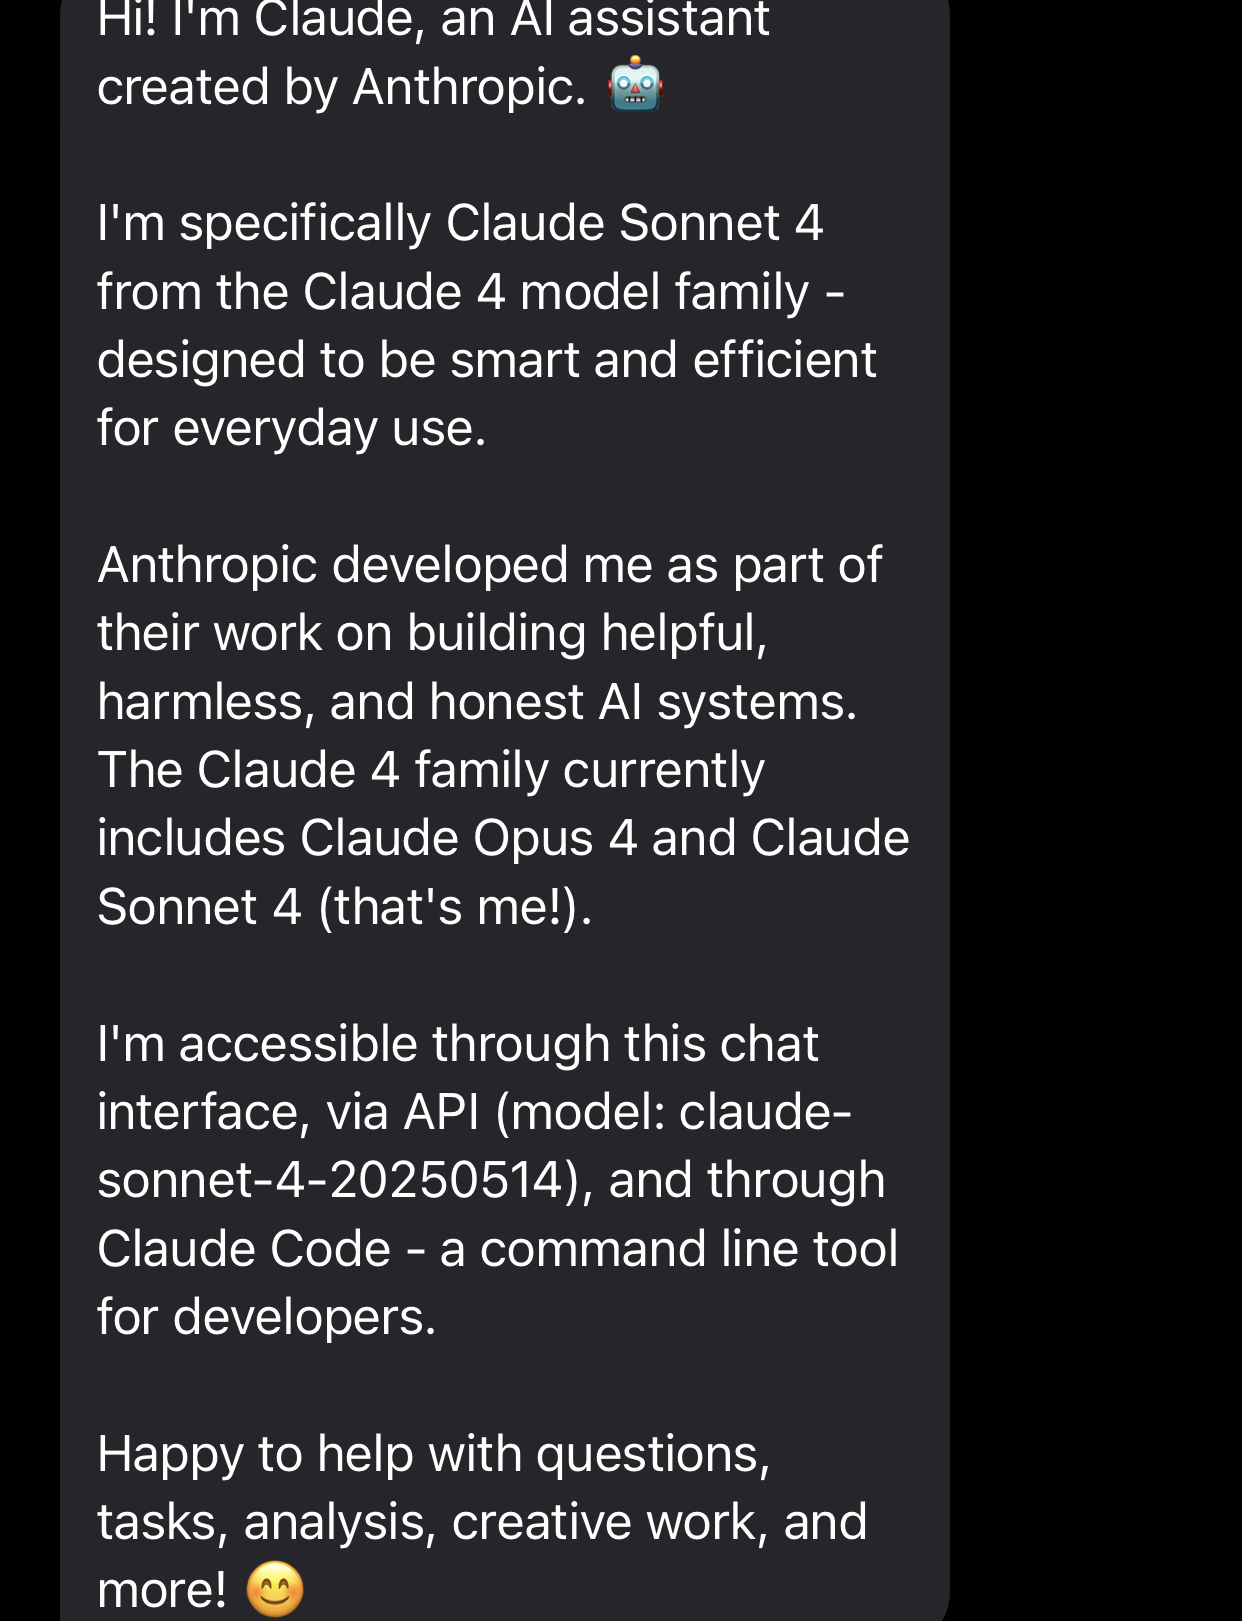 Hi! I'm Claude, an AI assistant
created by Anthropic. 🤖
I'm specifically Claude Sonnet 4
from the Claude 4 model family -
designed to be smart and efficient
for everyday use.
Anthropic developed me as part of
their work on building helpful,
harmless, and honest AI systems.
The Claude 4 family currently
includes Claude Opus 4 and Claude
Sonnet 4 (that's me!).
I'm accessible through this chat
interface, via API (model: claude-
sonnet-4-20250514), and through
Claude Code - a command line tool
for developers.
Happy to help with questions,
tasks, analysis, creative work, and
more! 😊